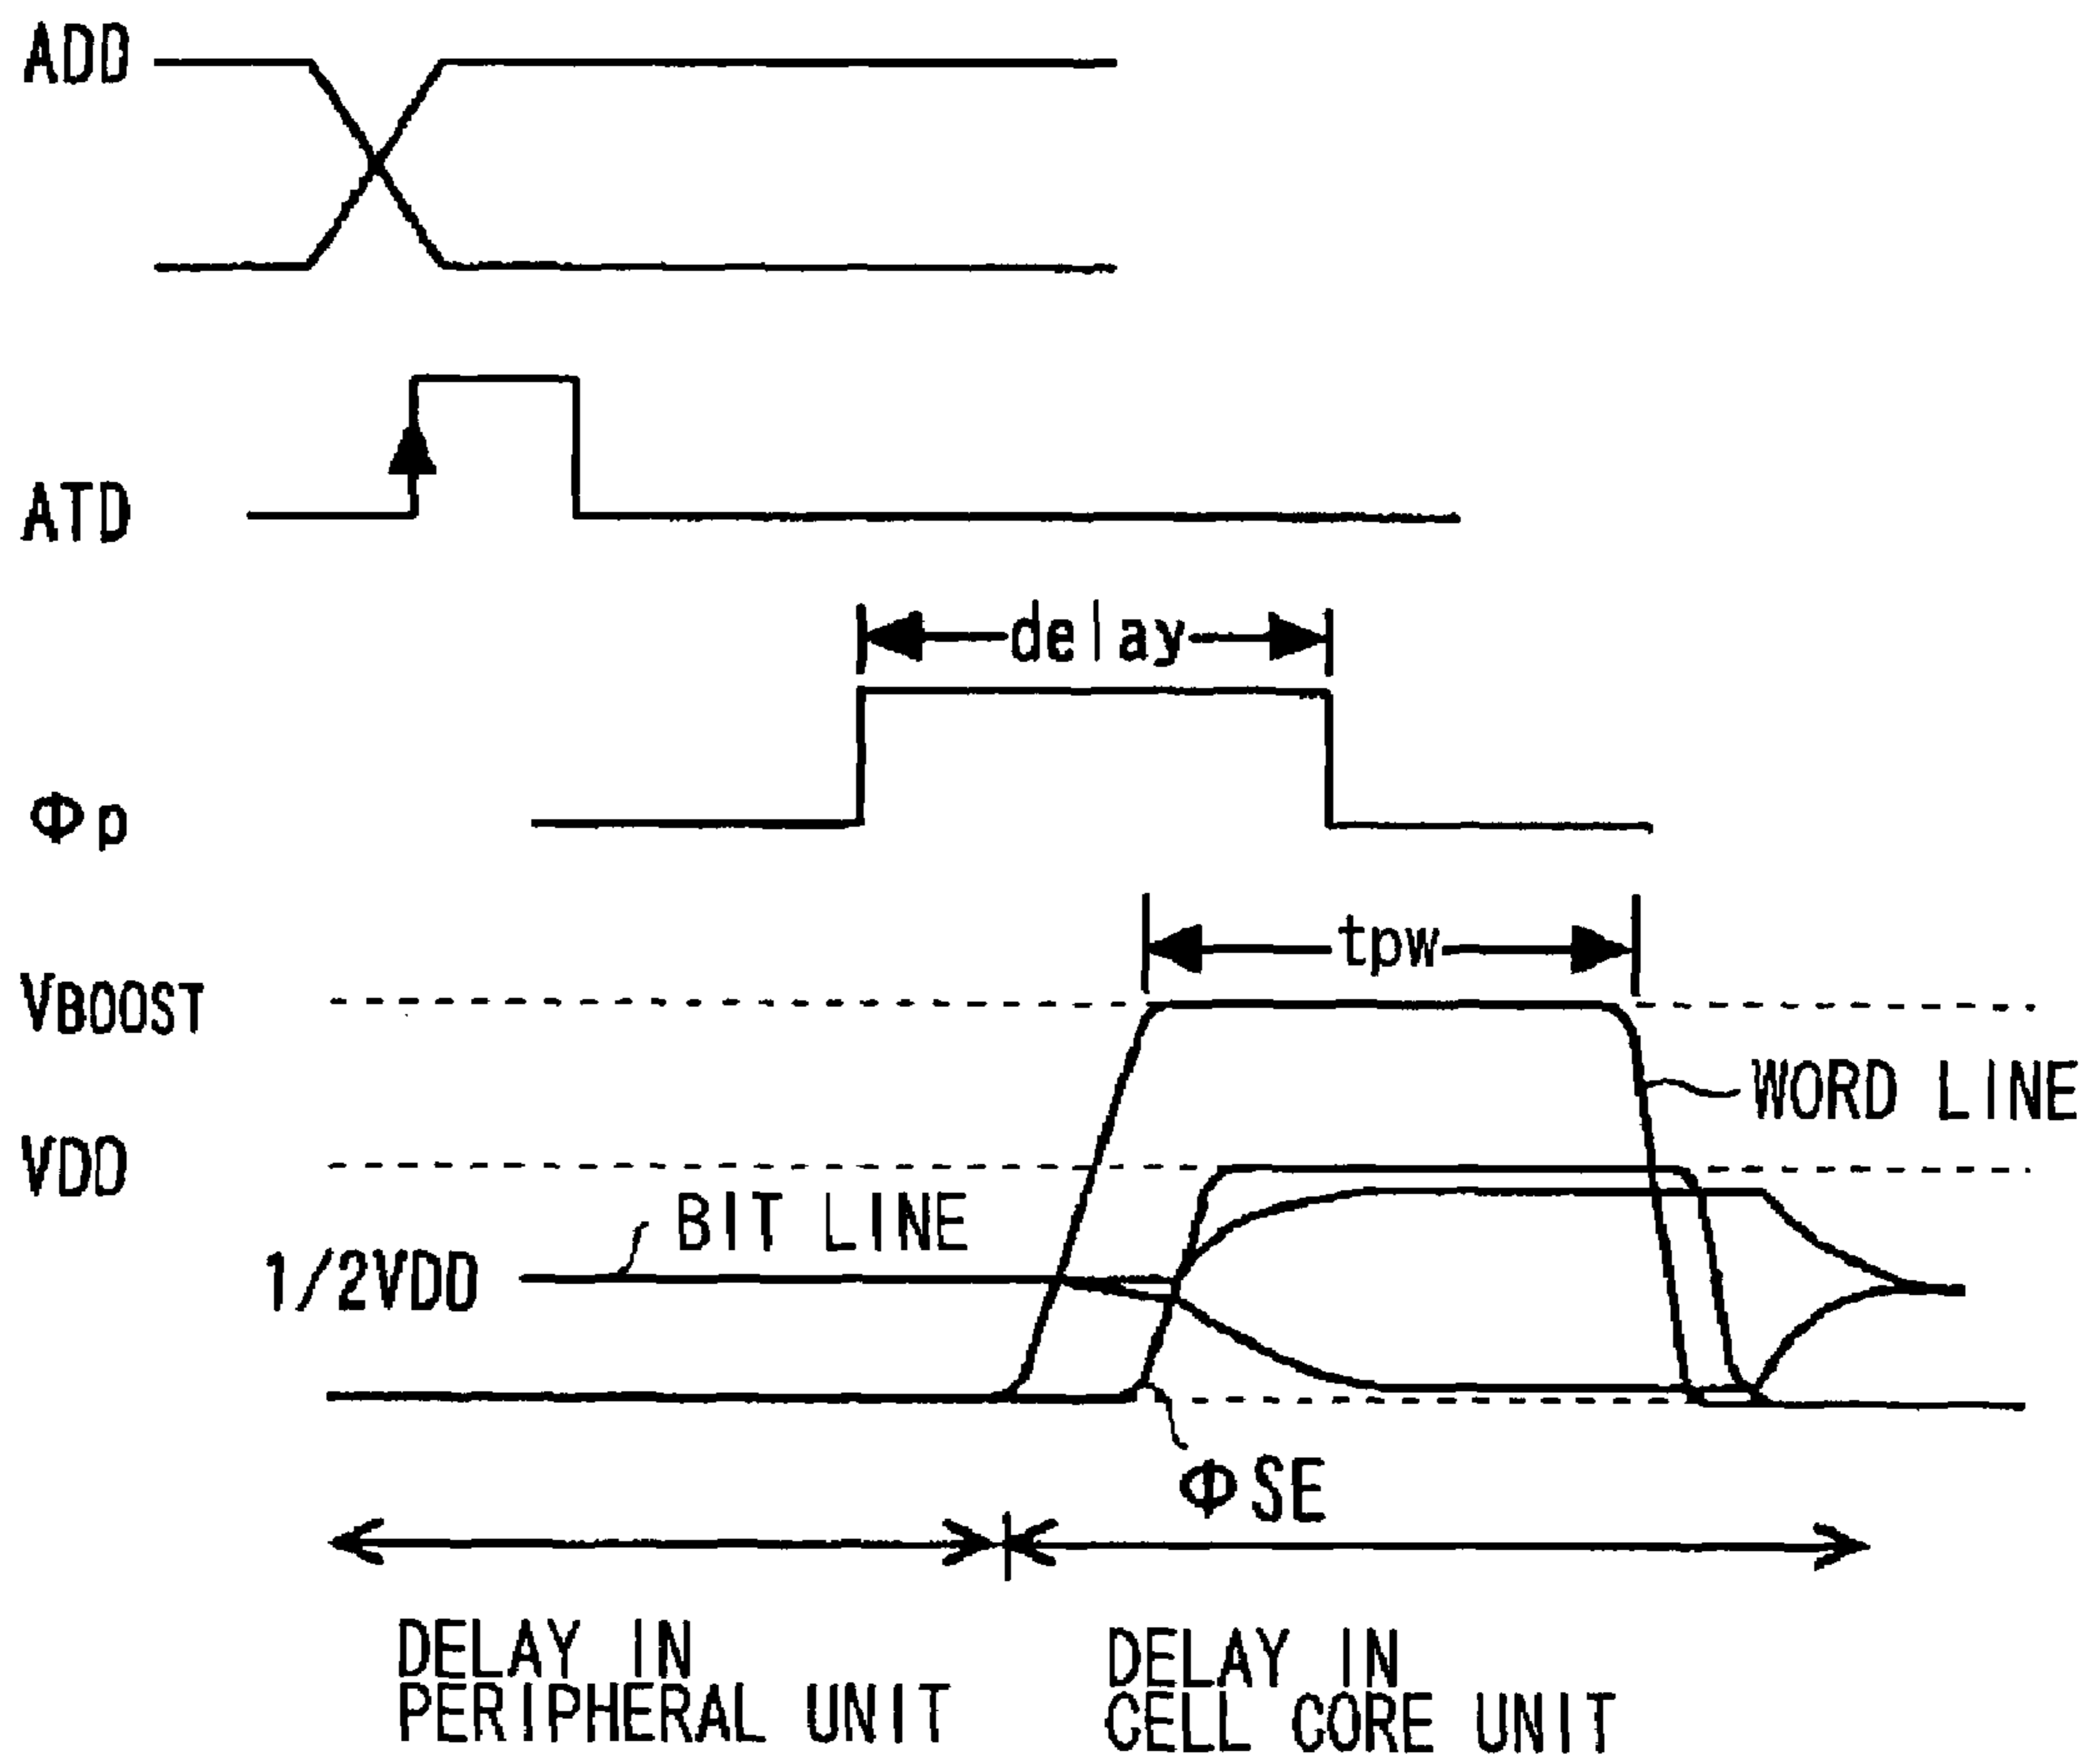 ADD
ATD
delay
Φp
tpw
VBOOST
WORD LINE
VDD
BIT LINE
1/2VDD
ΦSE
DELAY IN
PERIPHERAL UNIT
DELAY IN
CELL CORE UNIT